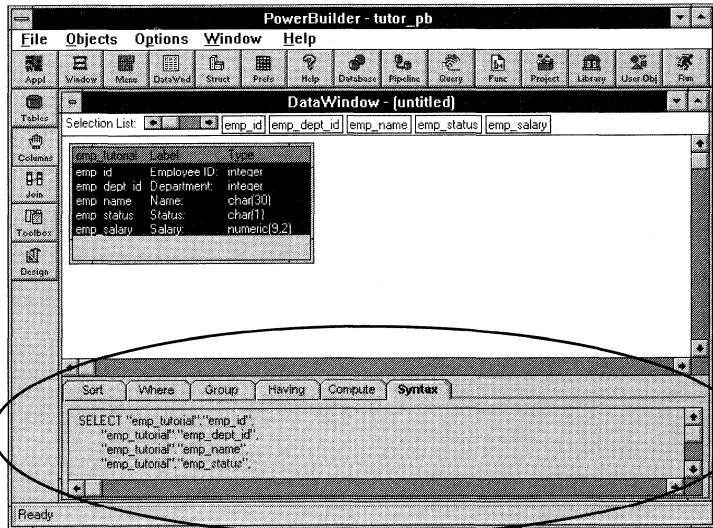 PowerBuilder - tutor_pb
File Objects Options Window Help
Appl Window Menu DataWnd Struct Prefs Help Database Pipeline Query Func Project Library User Obj Run
Tables
Columns
Join
Toolbox
Design
DataWindow - (untitled)
Selection List: emp_id emp_dept_id emp_name emp_status emp_salary
emp_tutorial Label Type
emp_id Employee ID: integer
emp_dept_id Department: integer
emp_name Name: char(30)
emp_status Status: char(1)
emp_salary Salary: numeric(9,2)
Sort Where Group Having Compute Syntax
SELECT "emp_tutorial"."emp_id",
"emp_tutorial"."emp_dept_id",
"emp_tutorial"."emp_name",
"emp_tutorial"."emp_status",
Ready